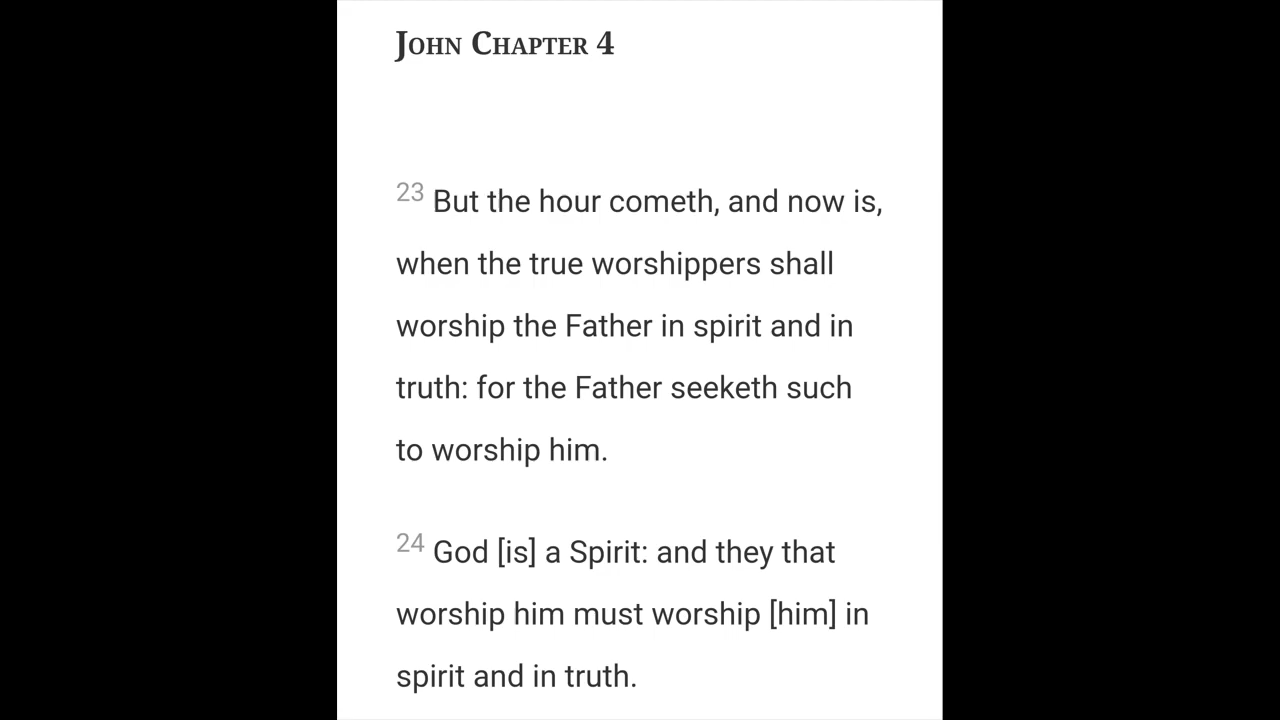 John Chapter 4
23 But the hour cometh, and now is,
when the true worshippers shall
worship the Father in spirit and in
truth: for the Father seeketh such
to worship him.
24 God [is] a Spirit: and they that
worship him must worship [him] in
spirit and in truth.